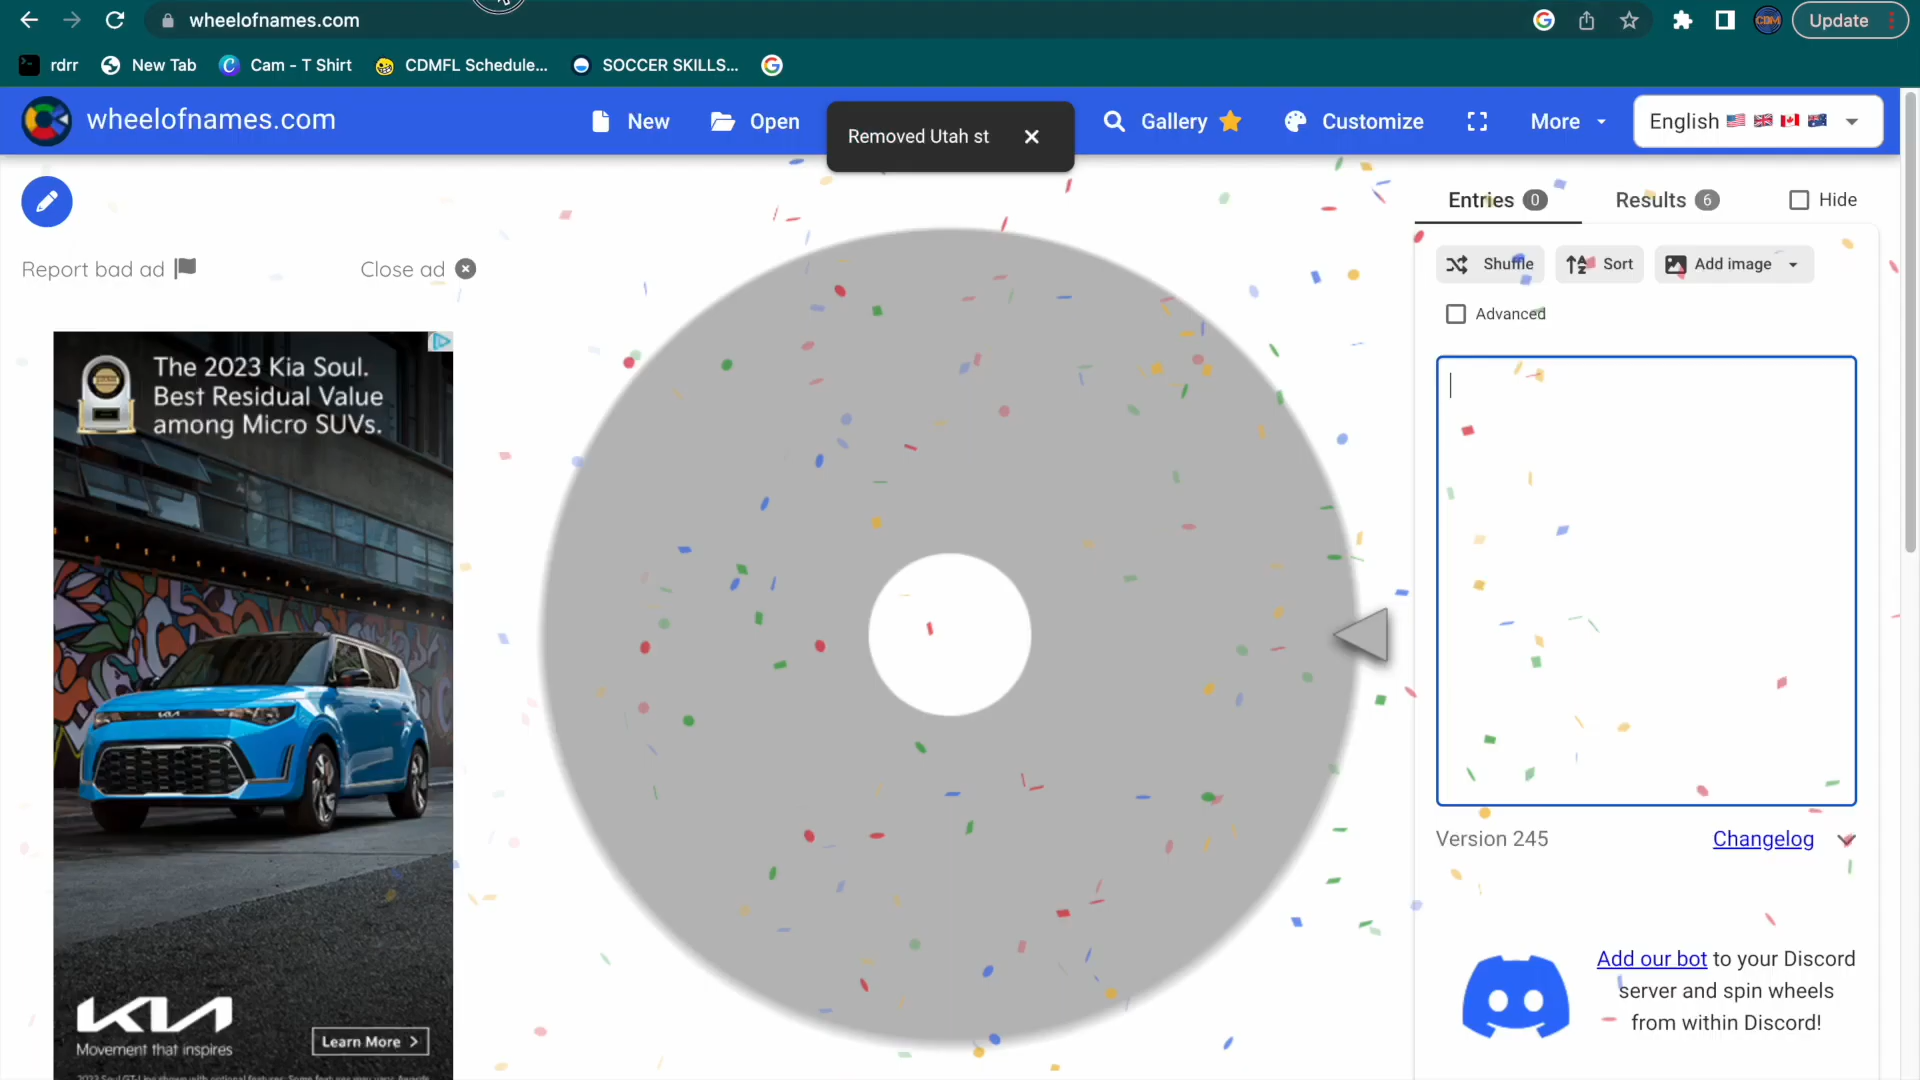 wheelofnames.com
Update
rdrr
New Tab
Cam - T Shirt
CDMFL Schedule...
SOCCER SKILLS...
wheelofnames.com
New
Open
Removed Utah st
Gallery
Customize
More
English
Entries 0
Results 6
Hide
Report bad ad
Close ad
Shuffle
Sort
Add image
Advanced
The 2023 Kia Soul.
Best Residual Value
among Micro SUVs.
KIA
Movement that inspires
Learn More >
Version 245
Changelog
Add our bot to your Discord
server and spin wheels
from within Discord!